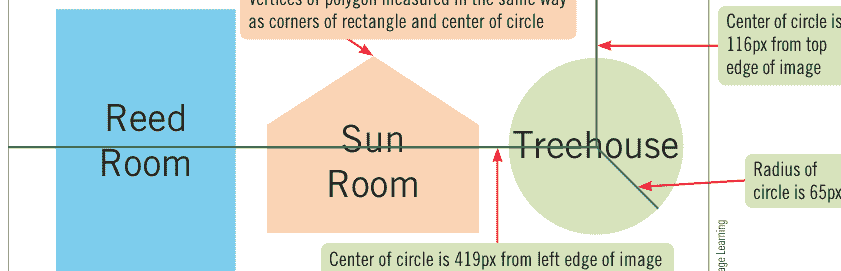 Vertices of polygon measured in the same way
as corners of rectangle and center of circle
Center of circle is
116px from top
edge of image
Reed
Room
Sun
Room
Treehouse
Radius of
circle is 65px
Center of circle is 419px from left edge of image
Learning